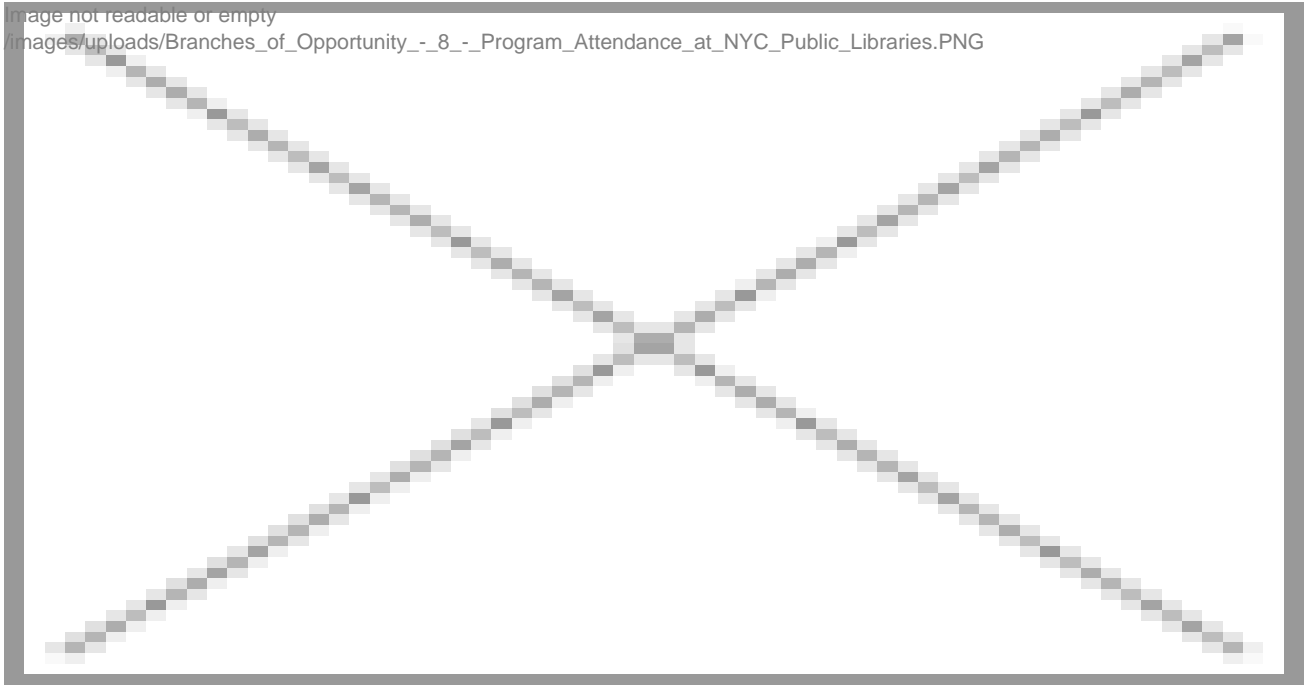 Image not readable or empty
/images/uploads/Branches_of_Opportunity_-_8_-_Program_Attendance_at_NYC_Public_Libraries.PNG